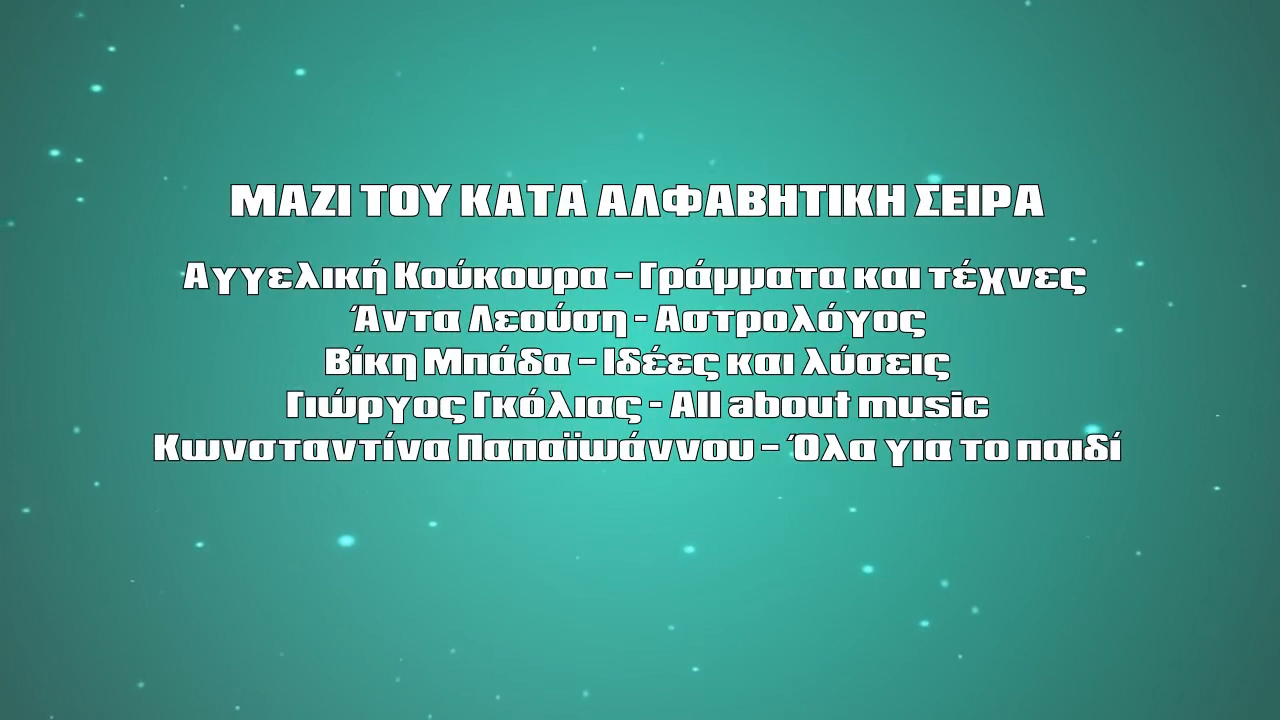 ΜΑΖΙ ΤΟΥ ΚΑΤΑ ΑΛΦΑΒΗΤΙΚΗ ΣΕΙΡΑ
Αγγελική Κούκουρα – Γράμματα και τέχνες
Άντα Λεούση - Αστρολόγος
Βίκη Μπάδα – Ιδέες και λύσεις
Γιώργος Γκόλιας - All about music
Κωνσταντίνα Παπαϊωάννου – Όλα για το παιδί